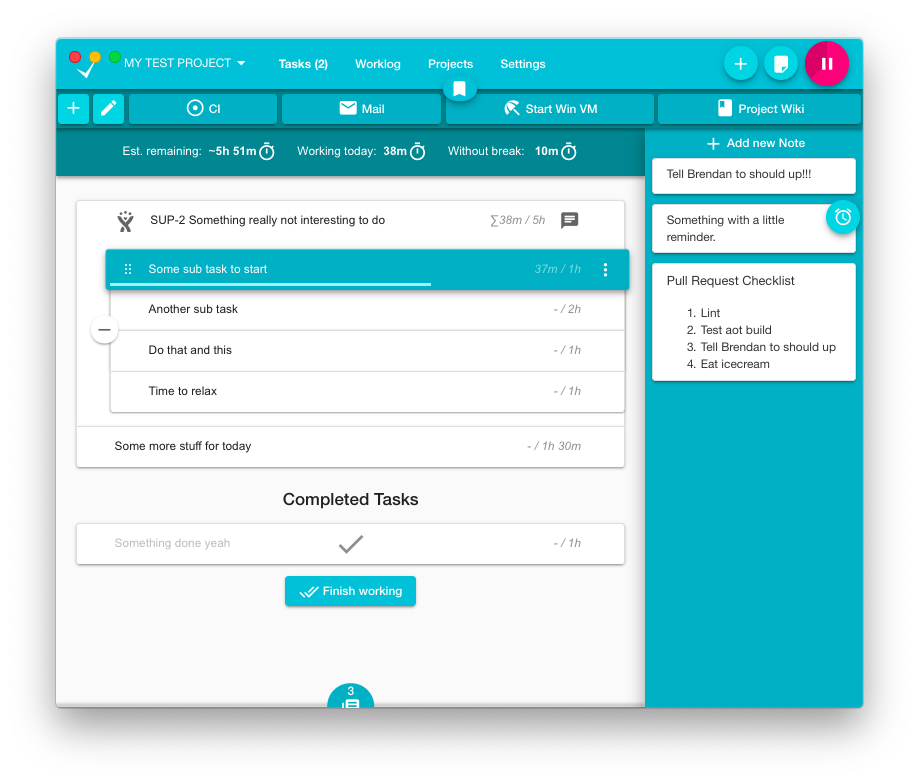 MY TEST PROJECT
Tasks (2)
Worklog
Projects
Settings
CI
Mail
Start Win VM
Project Wiki
Est. remaining: ~5h 51m
Working today: 38m
Without break: 10m
Add new Note
Tell Brendan to should up!!!
Something with a little
reminder.
Pull Request Checklist
1. Lint
2. Test aot build
3. Tell Brendan to should up
4. Eat icecream
SUP-2 Something really not interesting to do
∑38m / 5h
Some sub task to start
37m / 1h
Another sub task
- / 2h
Do that and this
- / 1h
Time to relax
- / 1h
Some more stuff for today
- / 1h 30m
Completed Tasks
Something done yeah
- / 1h
Finish working
3